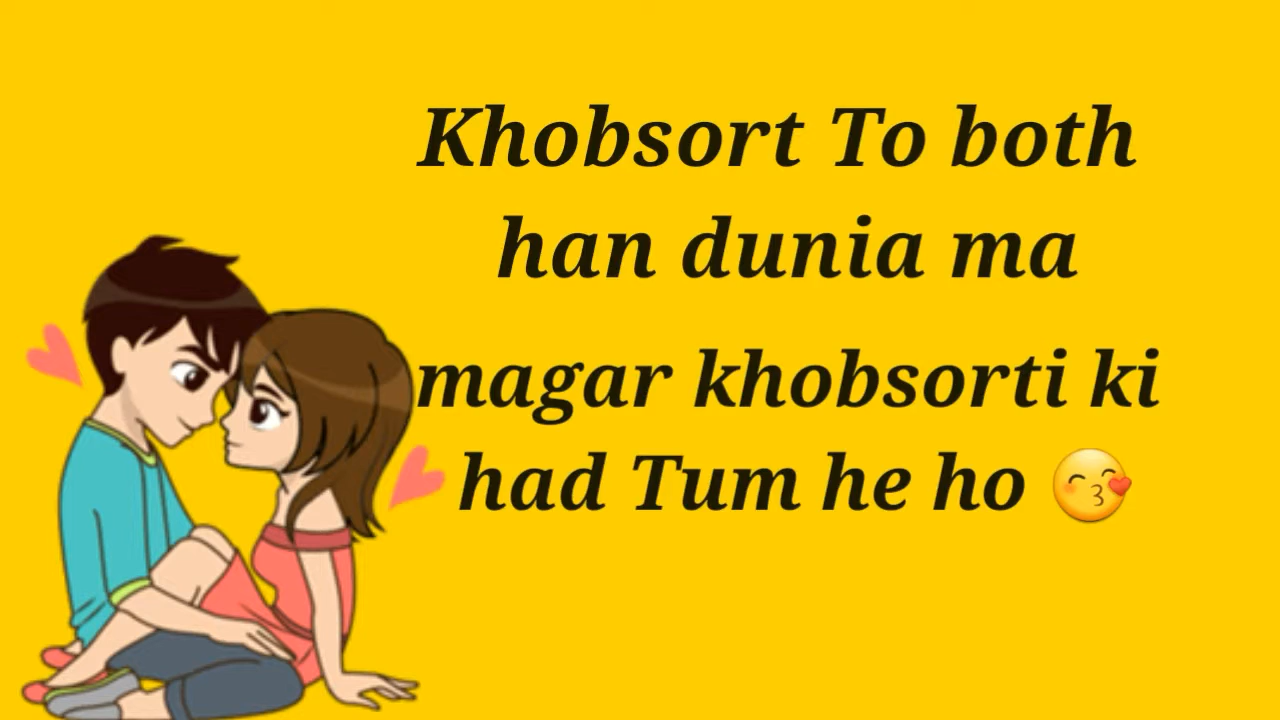 Khobsort To both
han dunia ma
magar khobsorti ki
had Tum he ho 😙